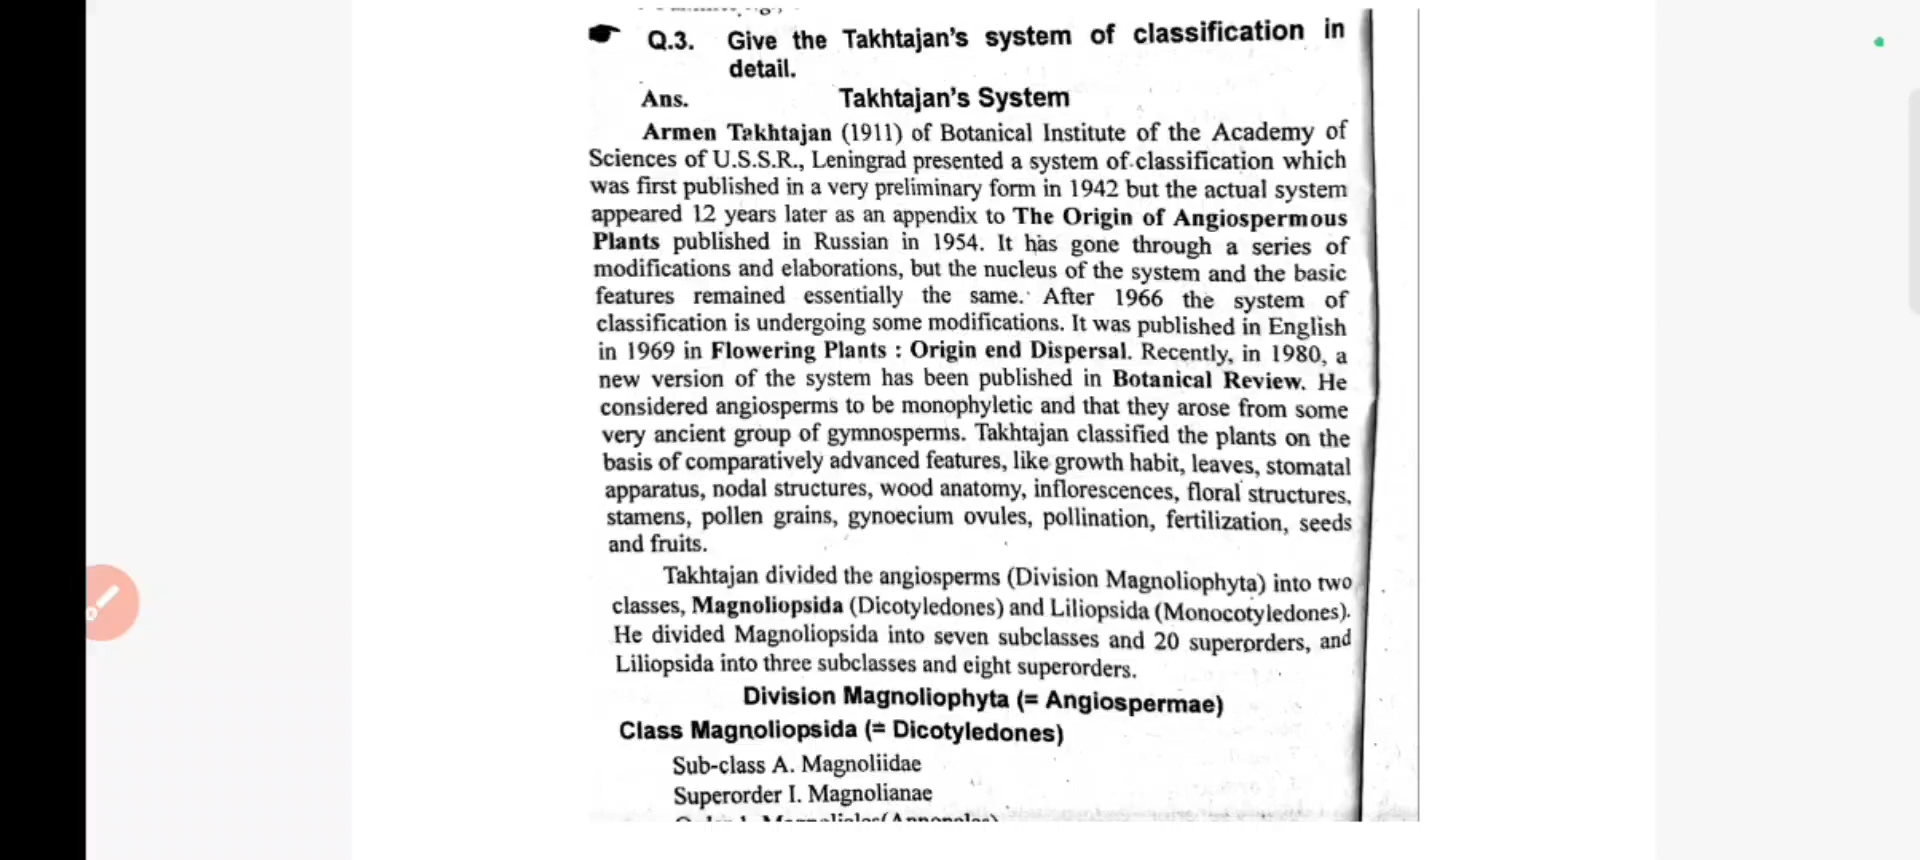 Q.3. Give the Takhtajan's system of classification in
detail.
Ans. Takhtajan's System
Armen Takhtajan (1911) of Botanical Institute of the Academy of
Sciences of U.S.S.R., Leningrad presented a system of classification which
was first published in a very preliminary form in 1942 but the actual system
appeared 12 years later as an appendix to The Origin of Angiospermous
Plants published in Russian in 1954. It has gone through a series of
modifications and elaborations, but the nucleus of the system and the basic
features remained essentially the same. After 1966 the system of
classification is undergoing some modifications. It was published in English
in 1969 in Flowering Plants : Origin end Dispersal. Recently, in 1980, a
new version of the system has been published in Botanical Review. He
considered angiosperms to be monophyletic and that they arose from some
very ancient group of gymnosperms. Takhtajan classified the plants on the
basis of comparatively advanced features, like growth habit, leaves, stomatal
apparatus, nodal structures, wood anatomy, inflorescences, floral structures,
stamens, pollen grains, gynoecium ovules, pollination, fertilization, seeds
and fruits.
Takhtajan divided the angiosperms (Division Magnoliophyta) into two
classes, Magnoliopsida (Dicotyledones) and Liliopsida (Monocotyledones).
He divided Magnoliopsida into seven subclasses and 20 superorders, and
Liliopsida into three subclasses and eight superorders.
Division Magnoliophyta (= Angiospermae)
Class Magnoliopsida (= Dicotyledones)
Sub-class A. Magnoliidae
Superorder I. Magnolianae